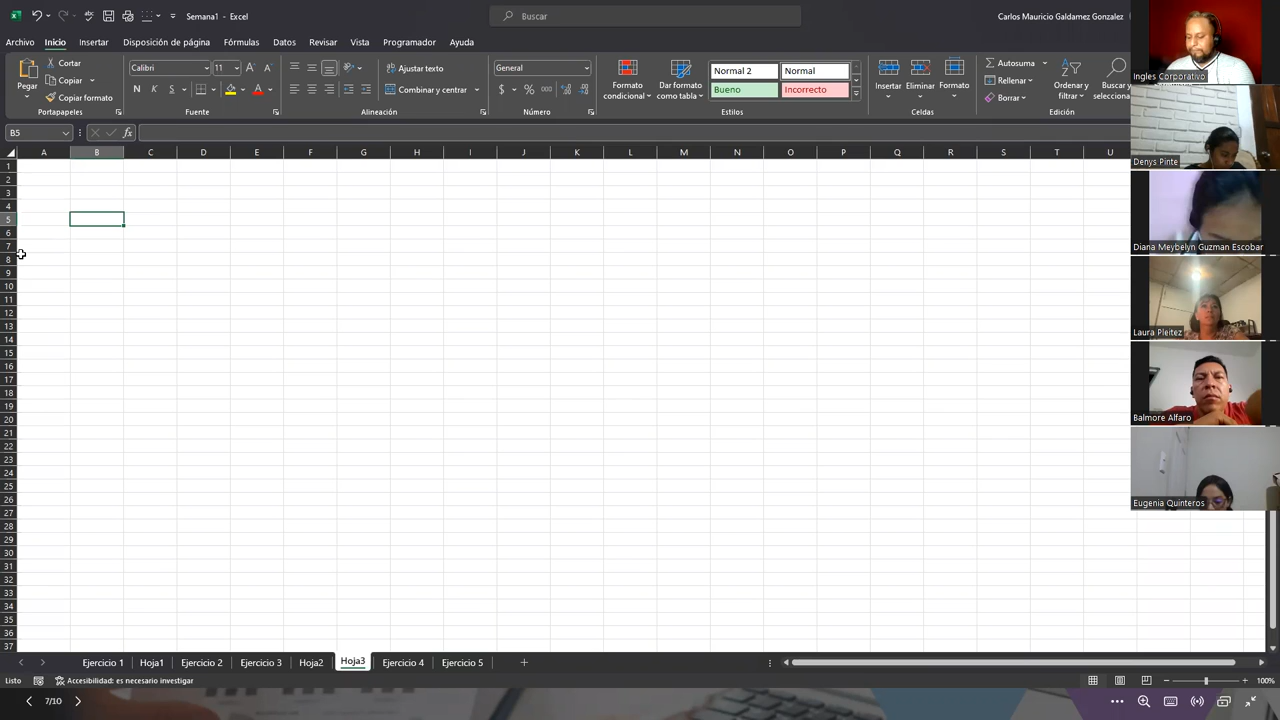 Semana1 - Excel
Buscar
Carlos Mauricio Galdamez Gonzalez
Archivo Inicio Insertar Disposición de página Fórmulas Datos Revisar Vista Programador Ayuda
Pegar
Cortar
Copiar
Copiar formato
Portapapeles
Calibri 11
N K S
Fuente
Ajustar texto
Combinar y centrar
Alineación
General
Número
Formato condicional
Dar formato como tabla
Normal 2 Normal
Bueno Incorrecto
Estilos
Insertar Eliminar Formato
Celdas
Autosuma
Rellenar
Borrar
Ordenar y filtrar
Buscar y
Edición
B5 fx
A B C D E F G H J K L M N O P Q R S T U
1
2
3
4
5
6
7
8
9
10
11
12
13
14
15
16
17
18
19
20
21
22
23
24
25
26
27
28
29
30
31
32
33
34
35
36
37
Ejercicio 1 Hoja1 Ejercicio 2 Ejercicio 3 Hoja2 Hoja3 Ejercicio 4 Ejercicio 5
Listo Accesibilidad: es necesario investigar 100%
7/10
Ingles Corporativo
Denys Pinte
Diana Meybelyn Guzman Escobar
Laura Pleitez
Balmore Alfaro
Eugenia Quinteros